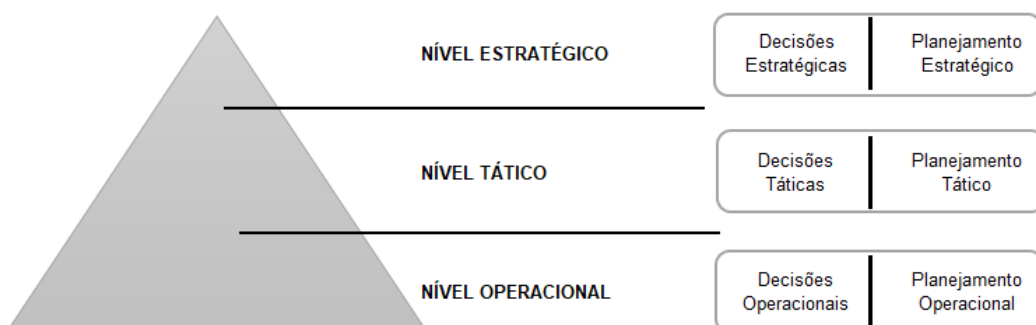 NÍVEL ESTRATÉGICO
Decisões
Estratégicas
Planejamento
Estratégico
NÍVEL TÁTICO
Decisões
Táticas
Planejamento
Tático
NÍVEL OPERACIONAL
Decisões
Operacionais
Planejamento
Operacional